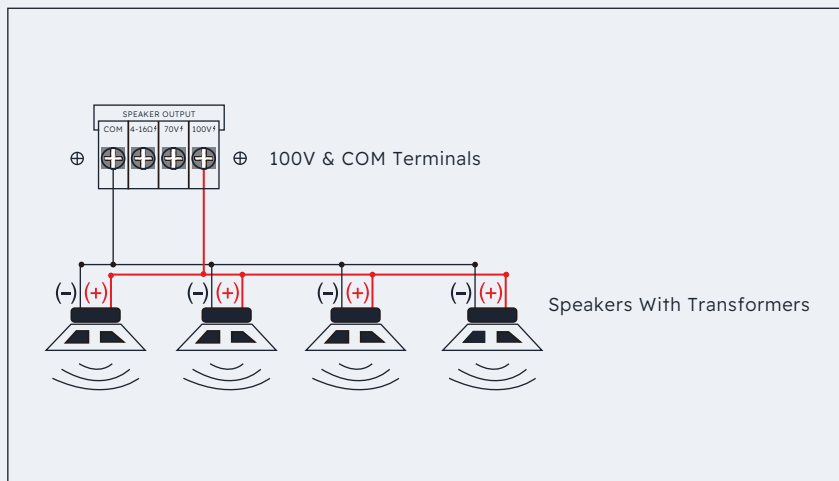 SPEAKER OUTPUT
COM 4-16Ω⚡ 70V⚡ 100V⚡
100V & COM Terminals
(-) (+) (-) (+) (-) (+) (-) (+)
Speakers With Transformers